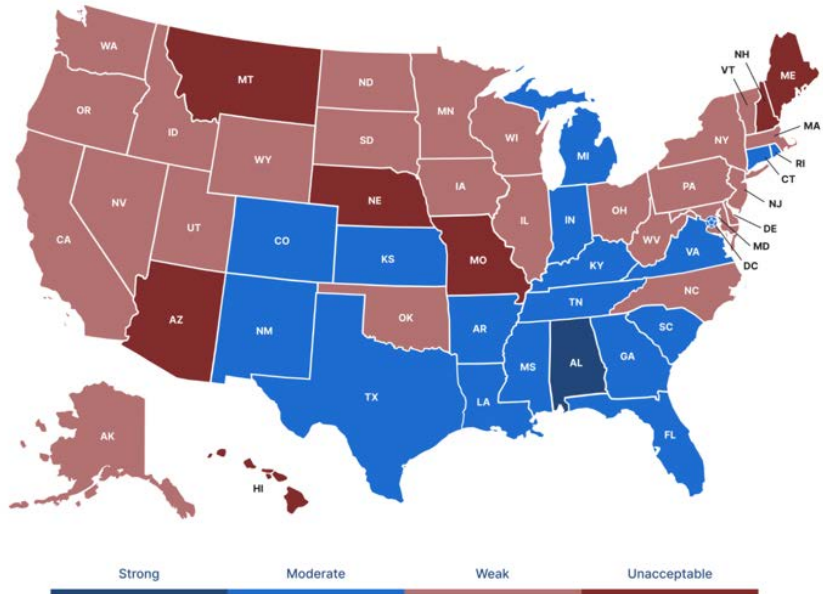 WA
MT
ND
MN
OR
ID
SD
WI
WY
NE
IA
NV
UT
CA
CO
KS
MO
IL
IN
OH
MI
PA
NY
VT
NH
ME
MA
RI
CT
NJ
DE
MD
DC
WV
VA
KY
NC
TN
SC
AZ
NM
OK
AR
TX
LA
MS
AL
GA
FL
AK
HI
Strong Moderate Weak Unacceptable